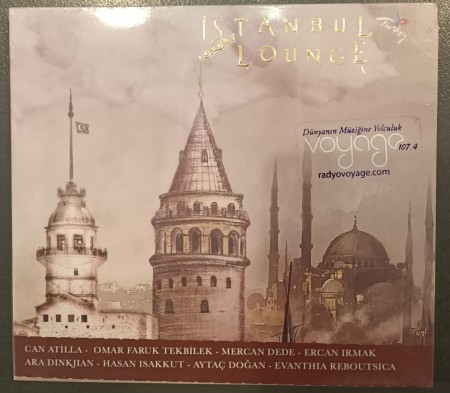 İSTANBUL
LOUNGE
Dünyanın Müziğine Yolculuk
voyage 107.4
radyovoyage.com
CAN ATİLLA - OMAR FARUK TEKBİLEK - MERCAN DEDE - ERCAN IRMAK
ARA DINKJIAN - HASAN ISAKKUT - AYTAÇ DOĞAN - EVANTHIA REBOUTSICA